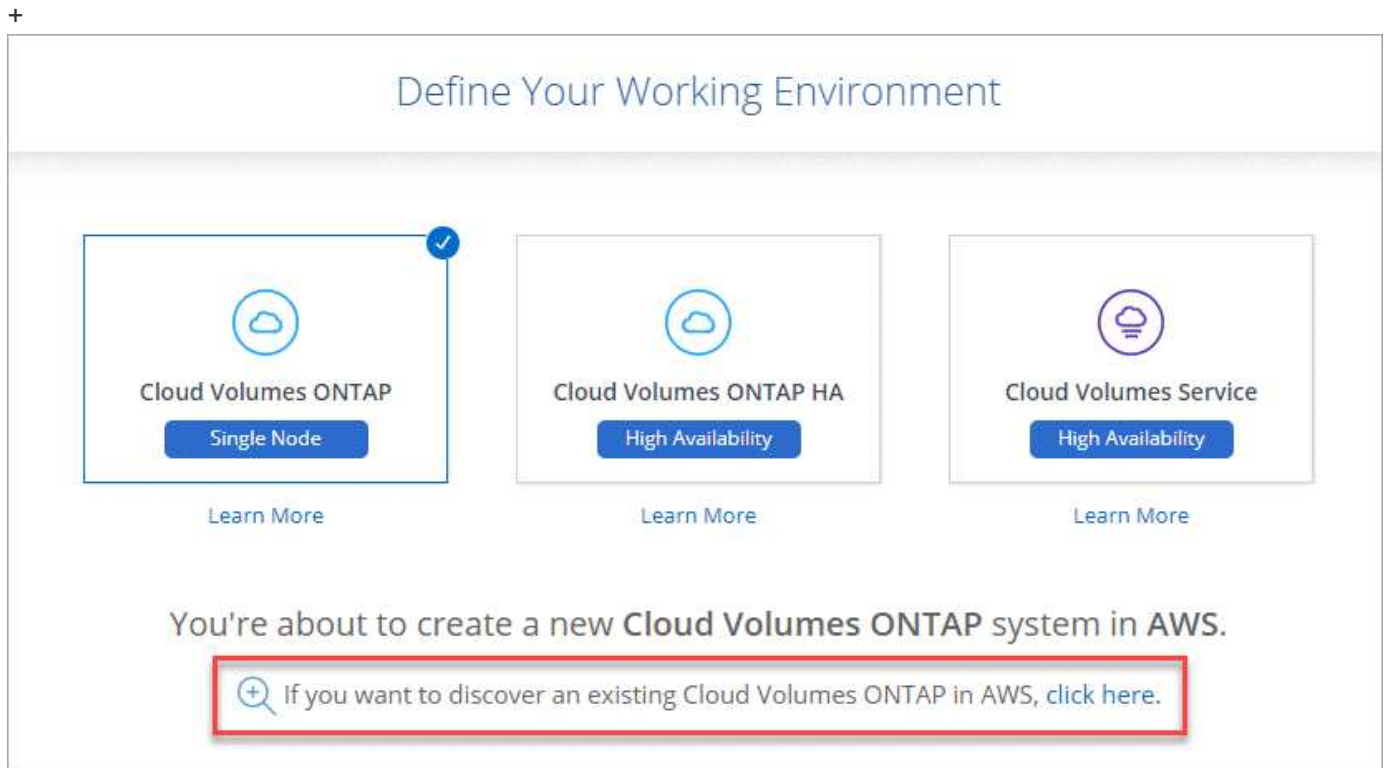 +
Define Your Working Environment
Cloud Volumes ONTAP
Single Node
Learn More
Cloud Volumes ONTAP HA
High Availability
Learn More
Cloud Volumes Service
High Availability
Learn More
You're about to create a new Cloud Volumes ONTAP system in AWS.
If you want to discover an existing Cloud Volumes ONTAP in AWS, click here.